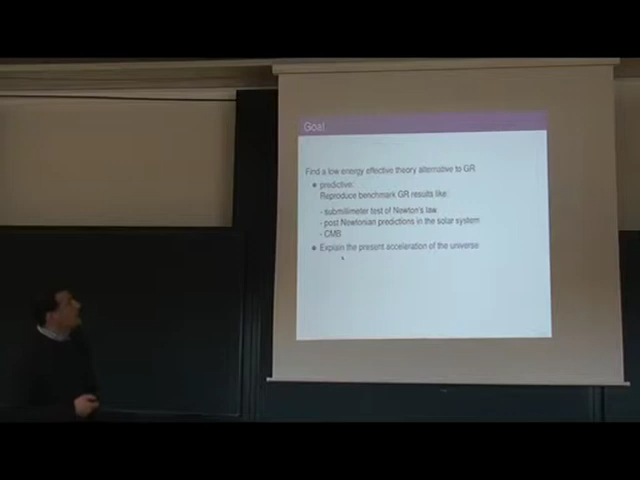 Goal
Find a low energy effective theory alternative to GR
predictive:
Reproduce benchmark GR results like:
- submillimeter test of Newton's law
- post Newtonian predictions in the solar system
- CMB
Explain the present acceleration of the universe